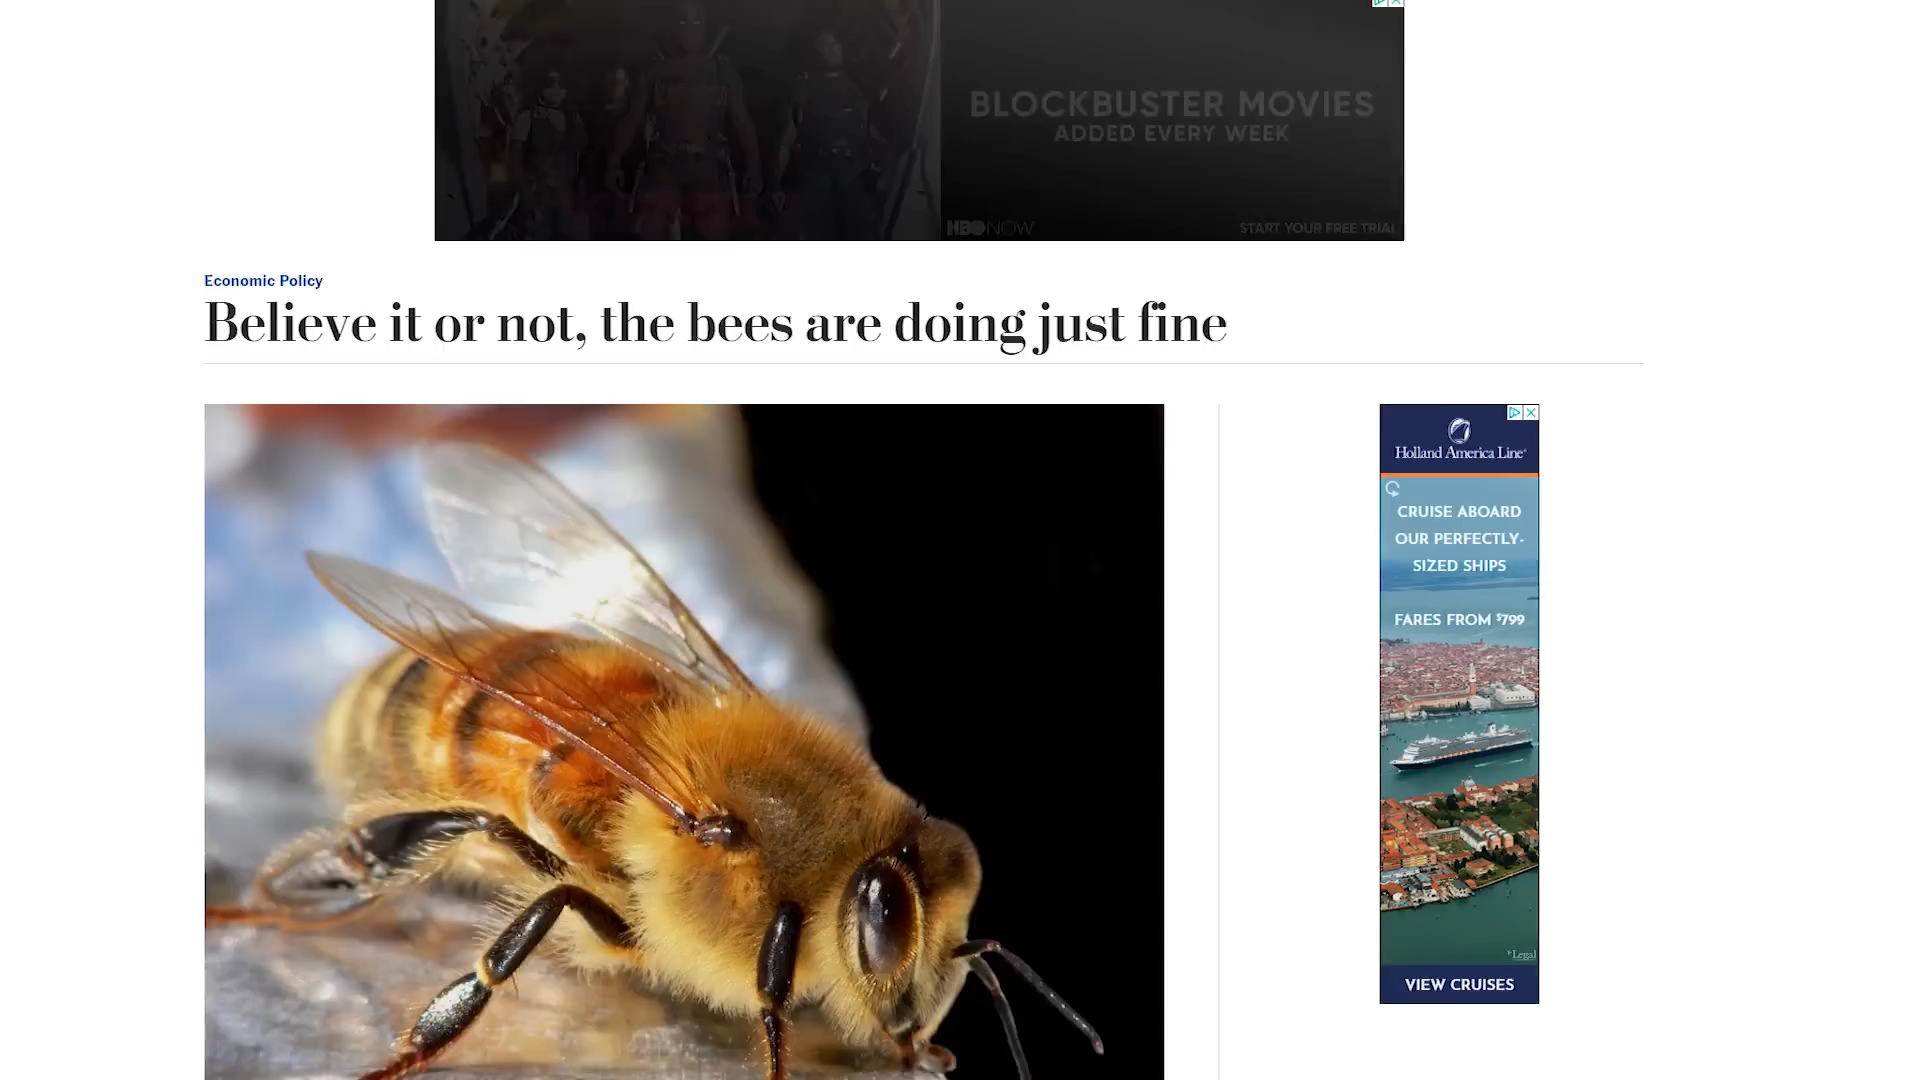 BLOCKBUSTER MOVIES
ADDED EVERY WEEK
HBO NOW
START YOUR FREE TRIAL
Economic Policy
Believe it or not, the bees are doing just fine
Holland America Line
CRUISE ABOARD
OUR PERFECTLY-
SIZED SHIPS
FARES FROM $799
+Legal
VIEW CRUISES